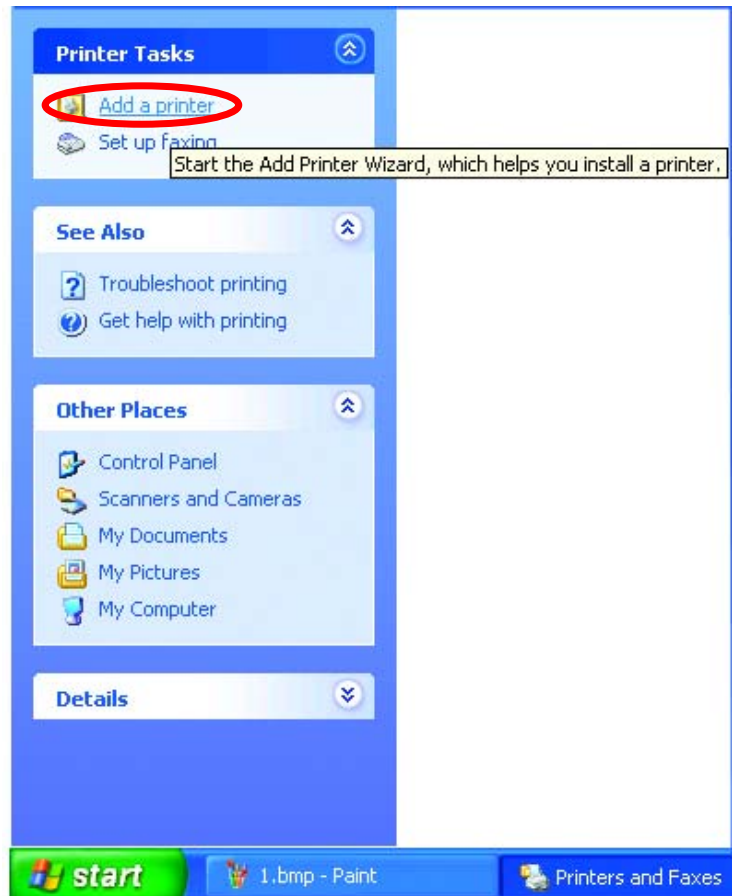 Printer Tasks
Add a printer
Set up faxing
Start the Add Printer Wizard, which helps you install a printer.
See Also
Troubleshoot printing
Get help with printing
Other Places
Control Panel
Scanners and Cameras
My Documents
My Pictures
My Computer
Details
start
1.bmp - Paint
Printers and Faxes